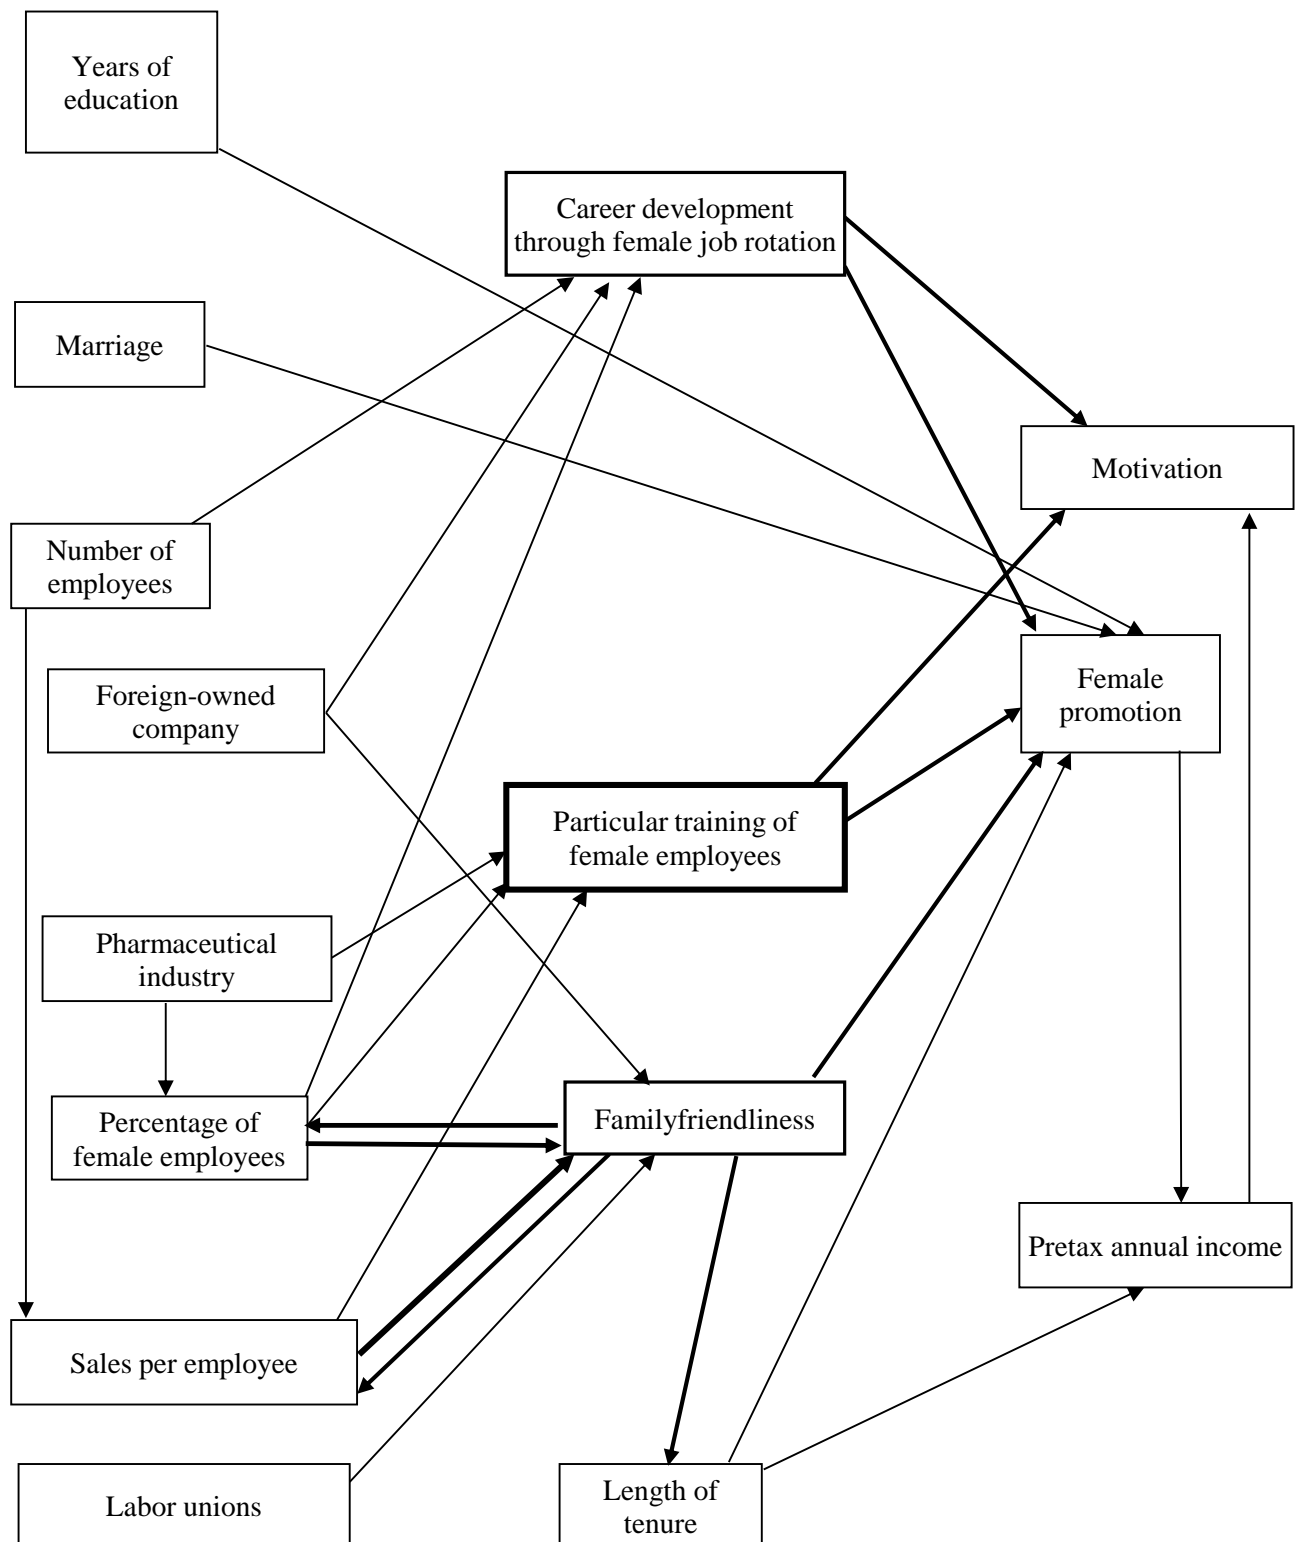 Years of
education
Career development
through female job rotation
Marriage
Motivation
Number of
employees
Foreign-owned
company
Female
promotion
Particular training of
female employees
Pharmaceutical
industry
Percentage of
female employees
Familyfriendliness
Pretax annual income
Sales per employee
Labor unions
Length of
tenure